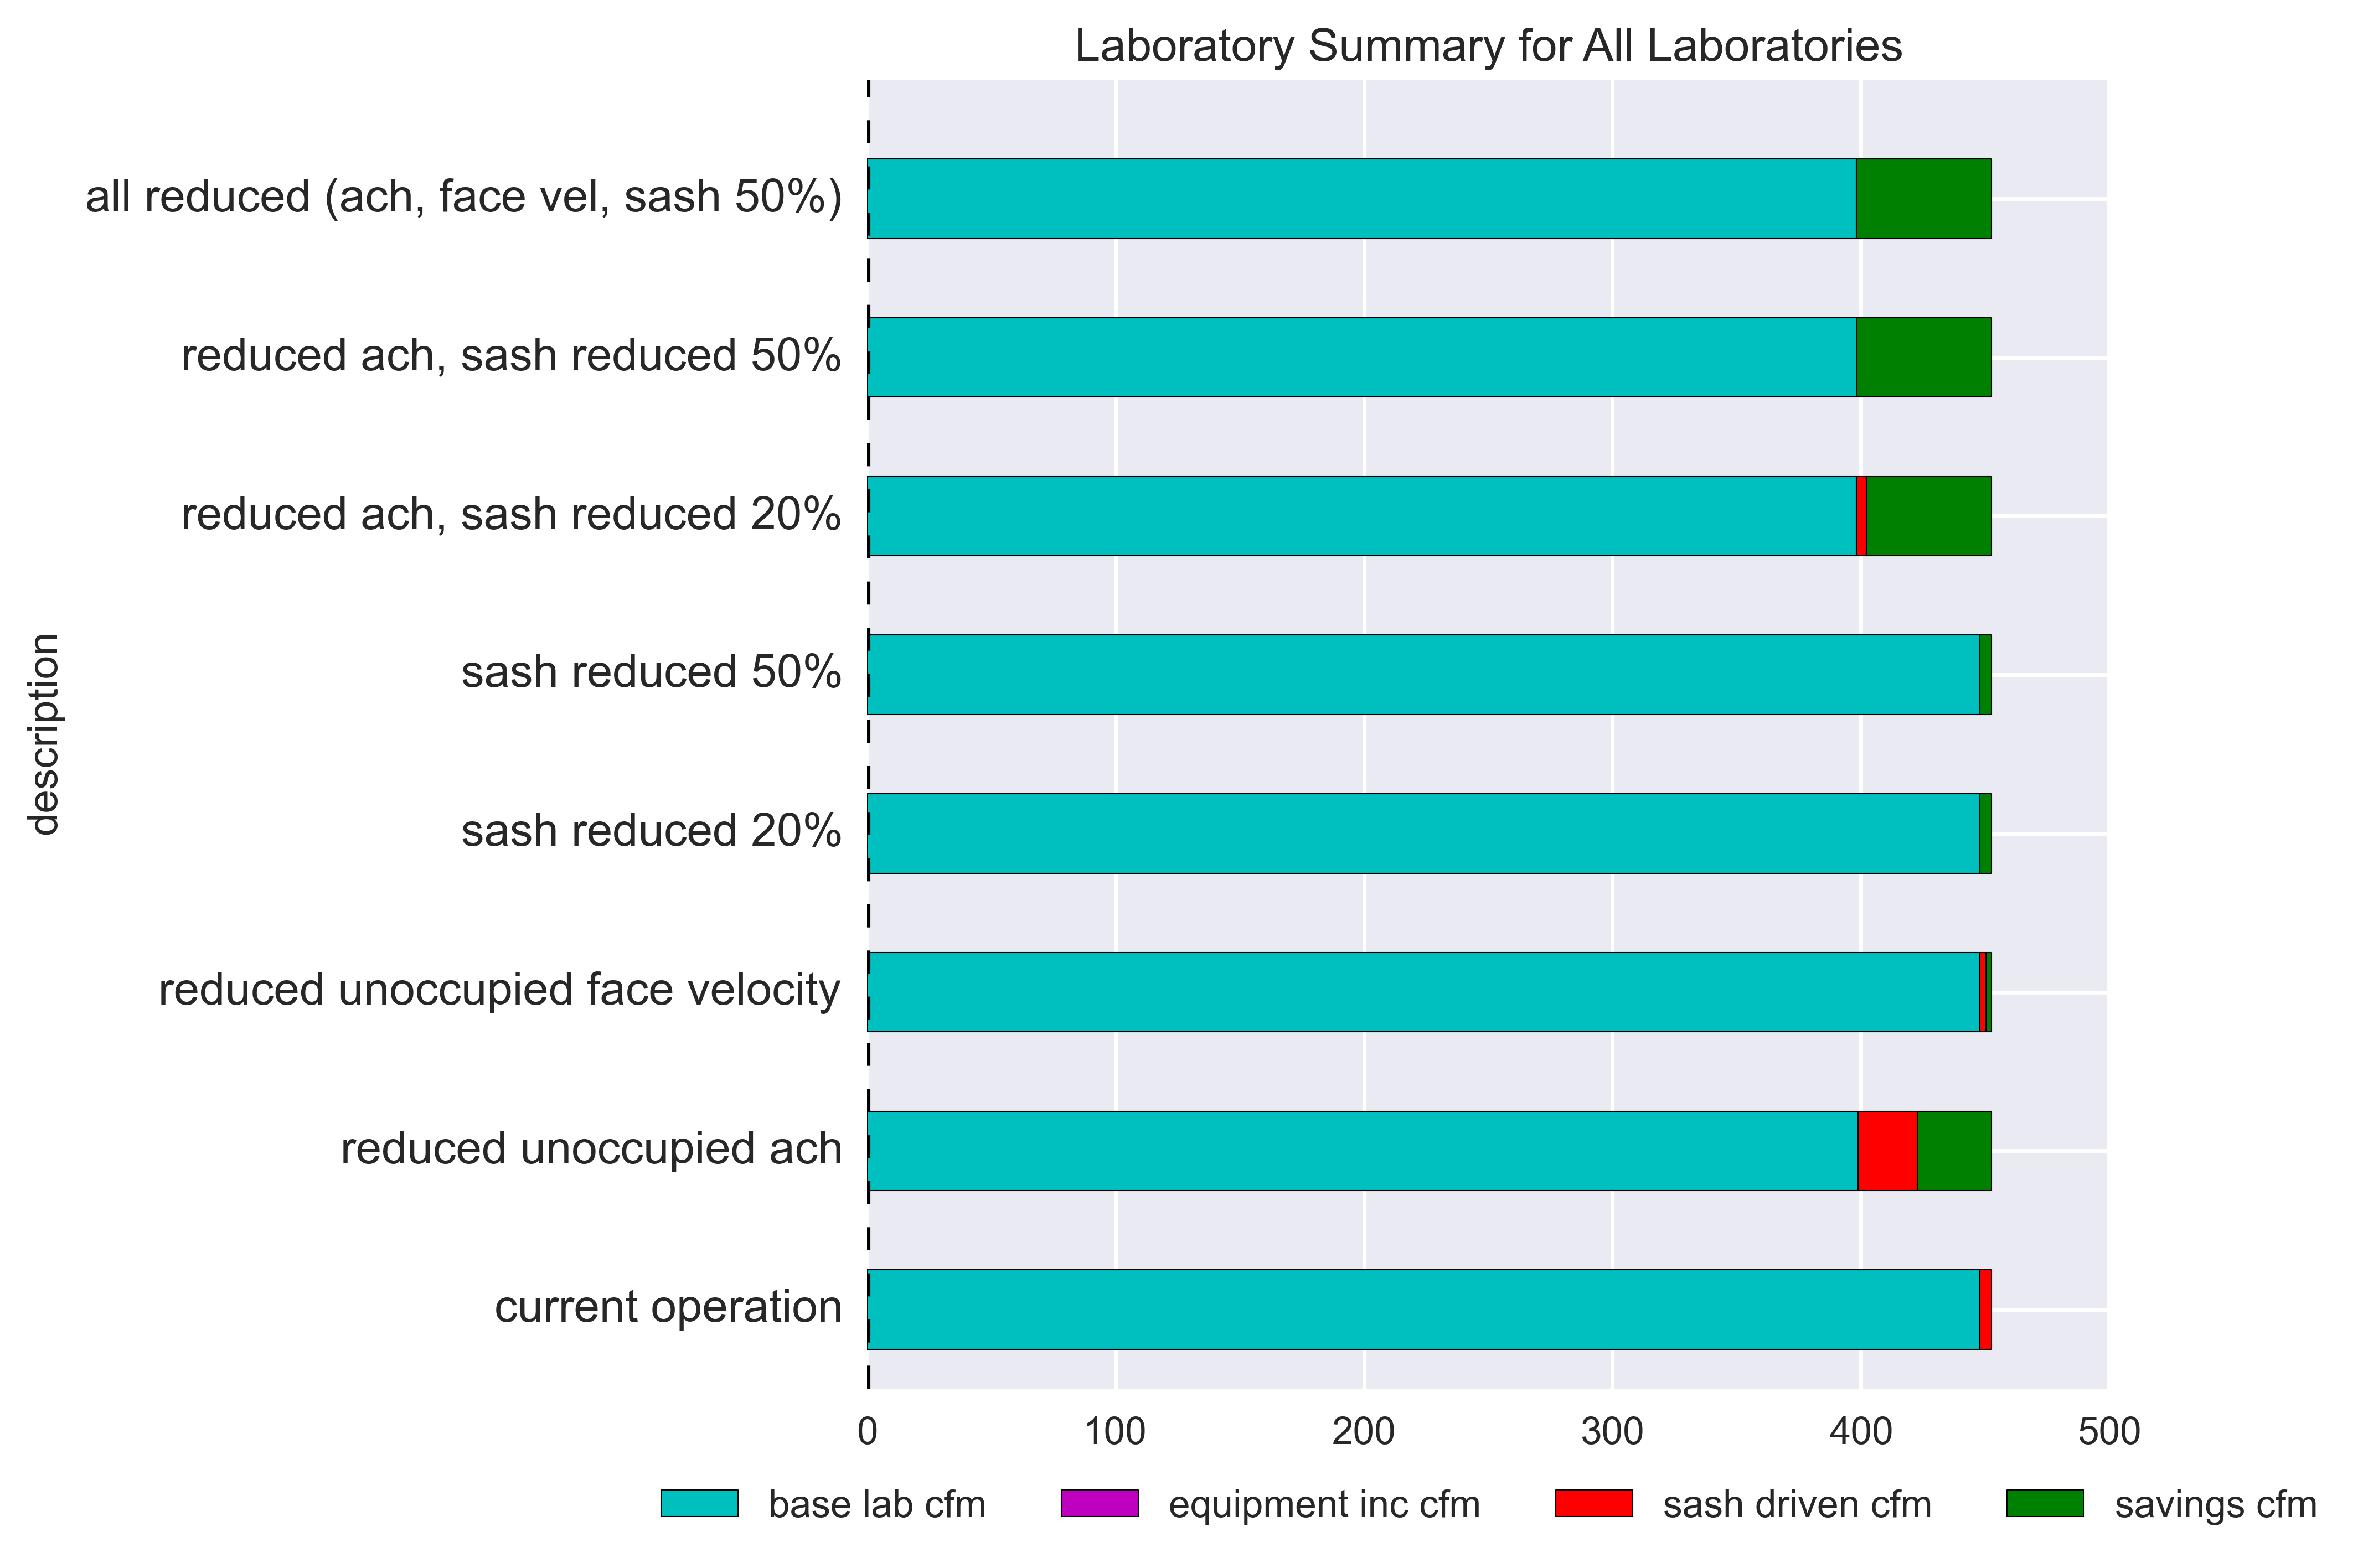 Laboratory Summary for All Laboratories
all reduced (ach, face vel, sash 50%)
reduced ach, sash reduced 50%
reduced ach, sash reduced 20%
sash reduced 50%
sash reduced 20%
reduced unoccupied face velocity
reduced unoccupied ach
current operation
description
0 100 200 300 400 500
base lab cfm equipment inc cfm sash driven cfm savings cfm